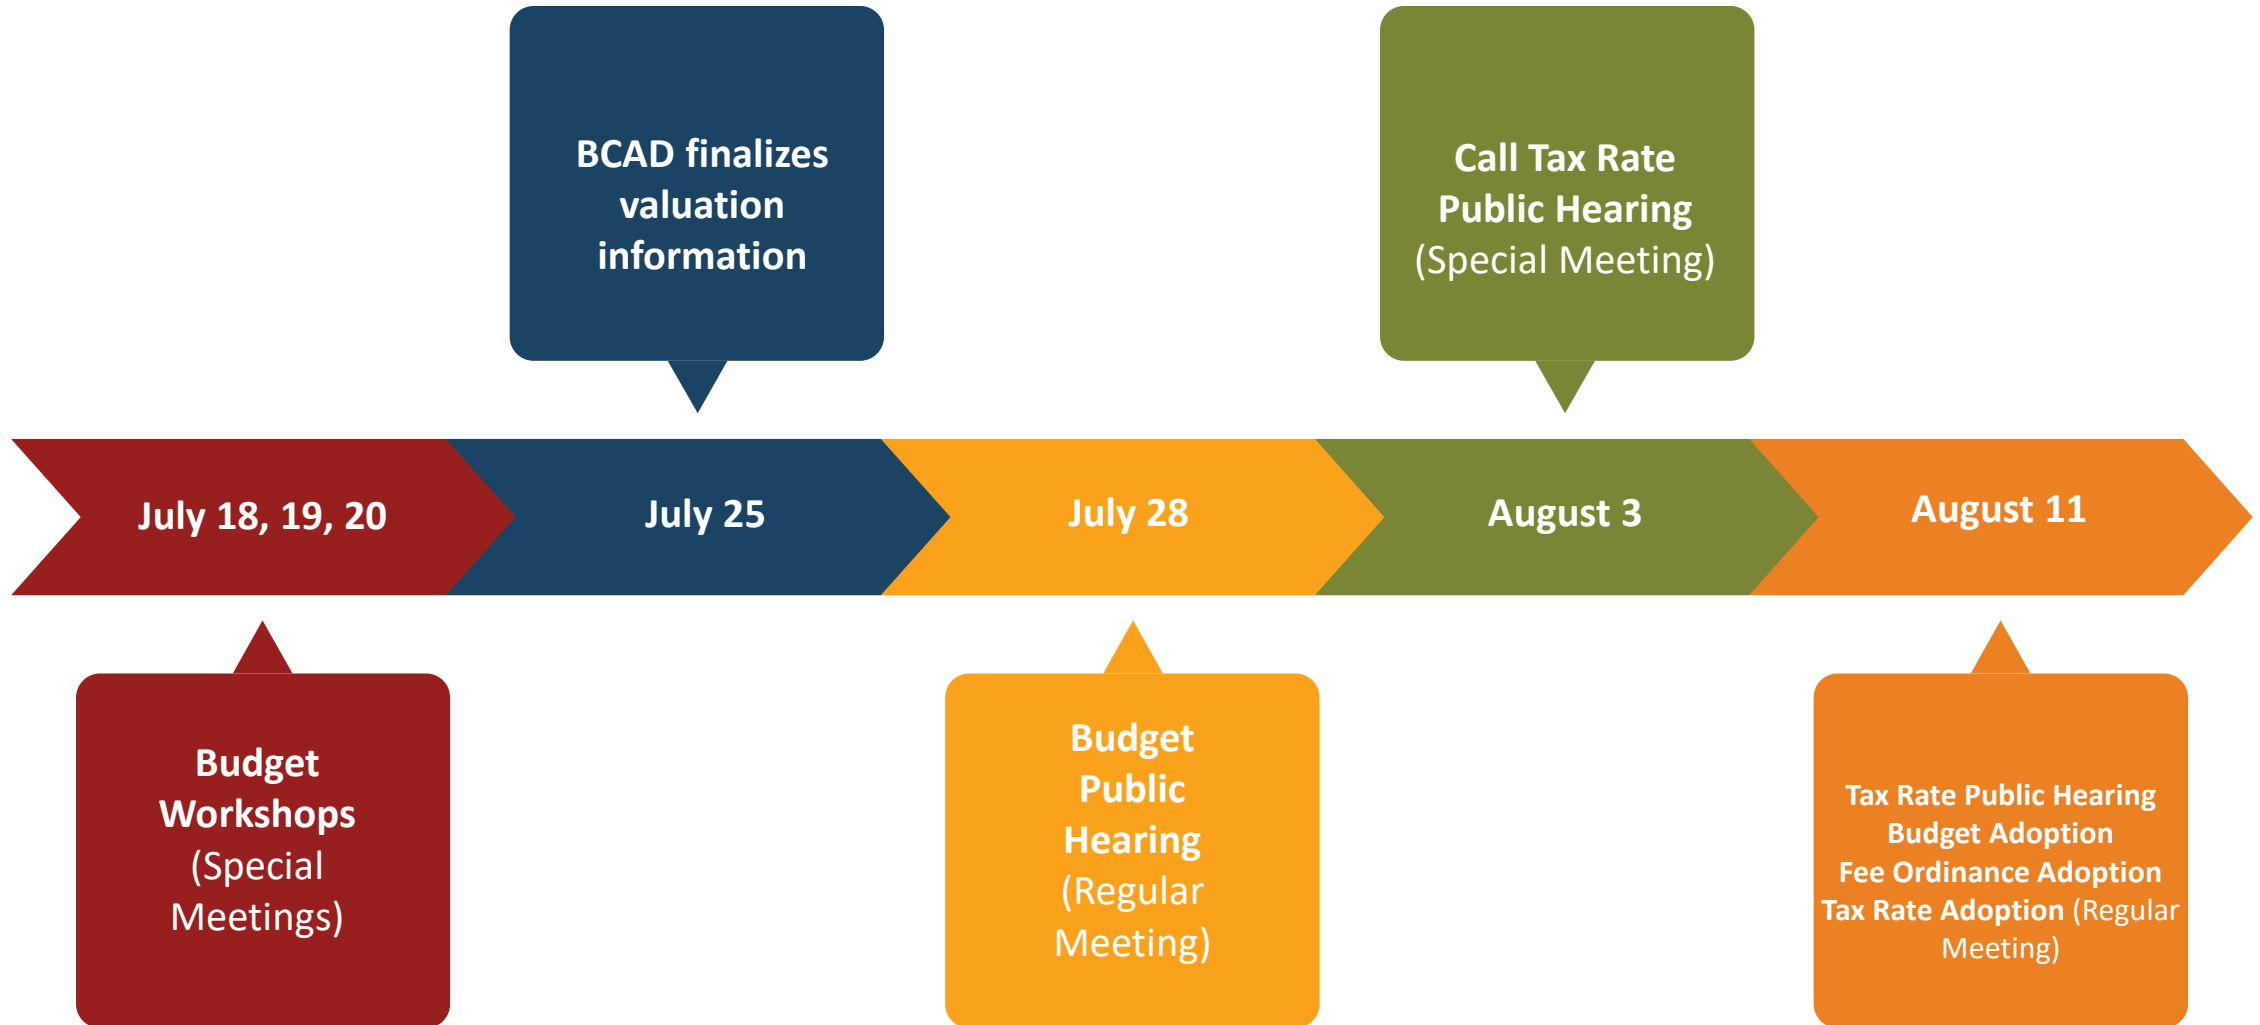 BCAD finalizes
valuation
information
Call Tax Rate
Public Hearing
(Special Meeting)
July 18, 19, 20
July 25
July 28
August 3
August 11
Budget
Workshops
(Special
Meetings)
Budget
Public
Hearing
(Regular
Meeting)
Tax Rate Public Hearing
Budget Adoption
Fee Ordinance Adoption
Tax Rate Adoption (Regular
Meeting)